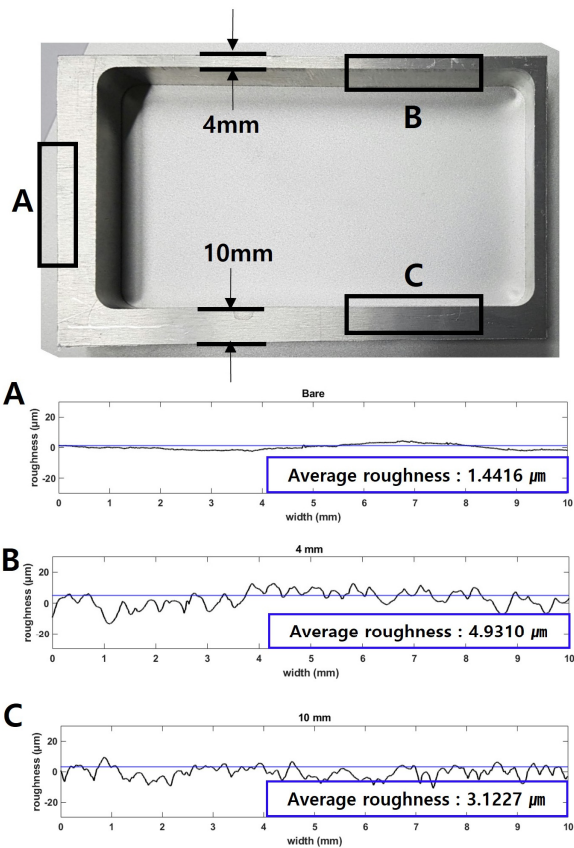 4mm
B
A
10mm
C
A
Bare
roughness (µm)
20
0
-20
0 1 2 3 4 5 6 7 8 9 10
width (mm)
Average roughness : 1.4416 ㎛
B
4 mm
roughness (µm)
20
0
-20
0 1 2 3 4 5 6 7 8 9 10
width (mm)
Average roughness : 4.9310 ㎛
C
10 mm
roughness (µm)
20
0
-20
0 1 2 3 4 5 6 7 8 9 10
width (mm)
Average roughness : 3.1227 ㎛